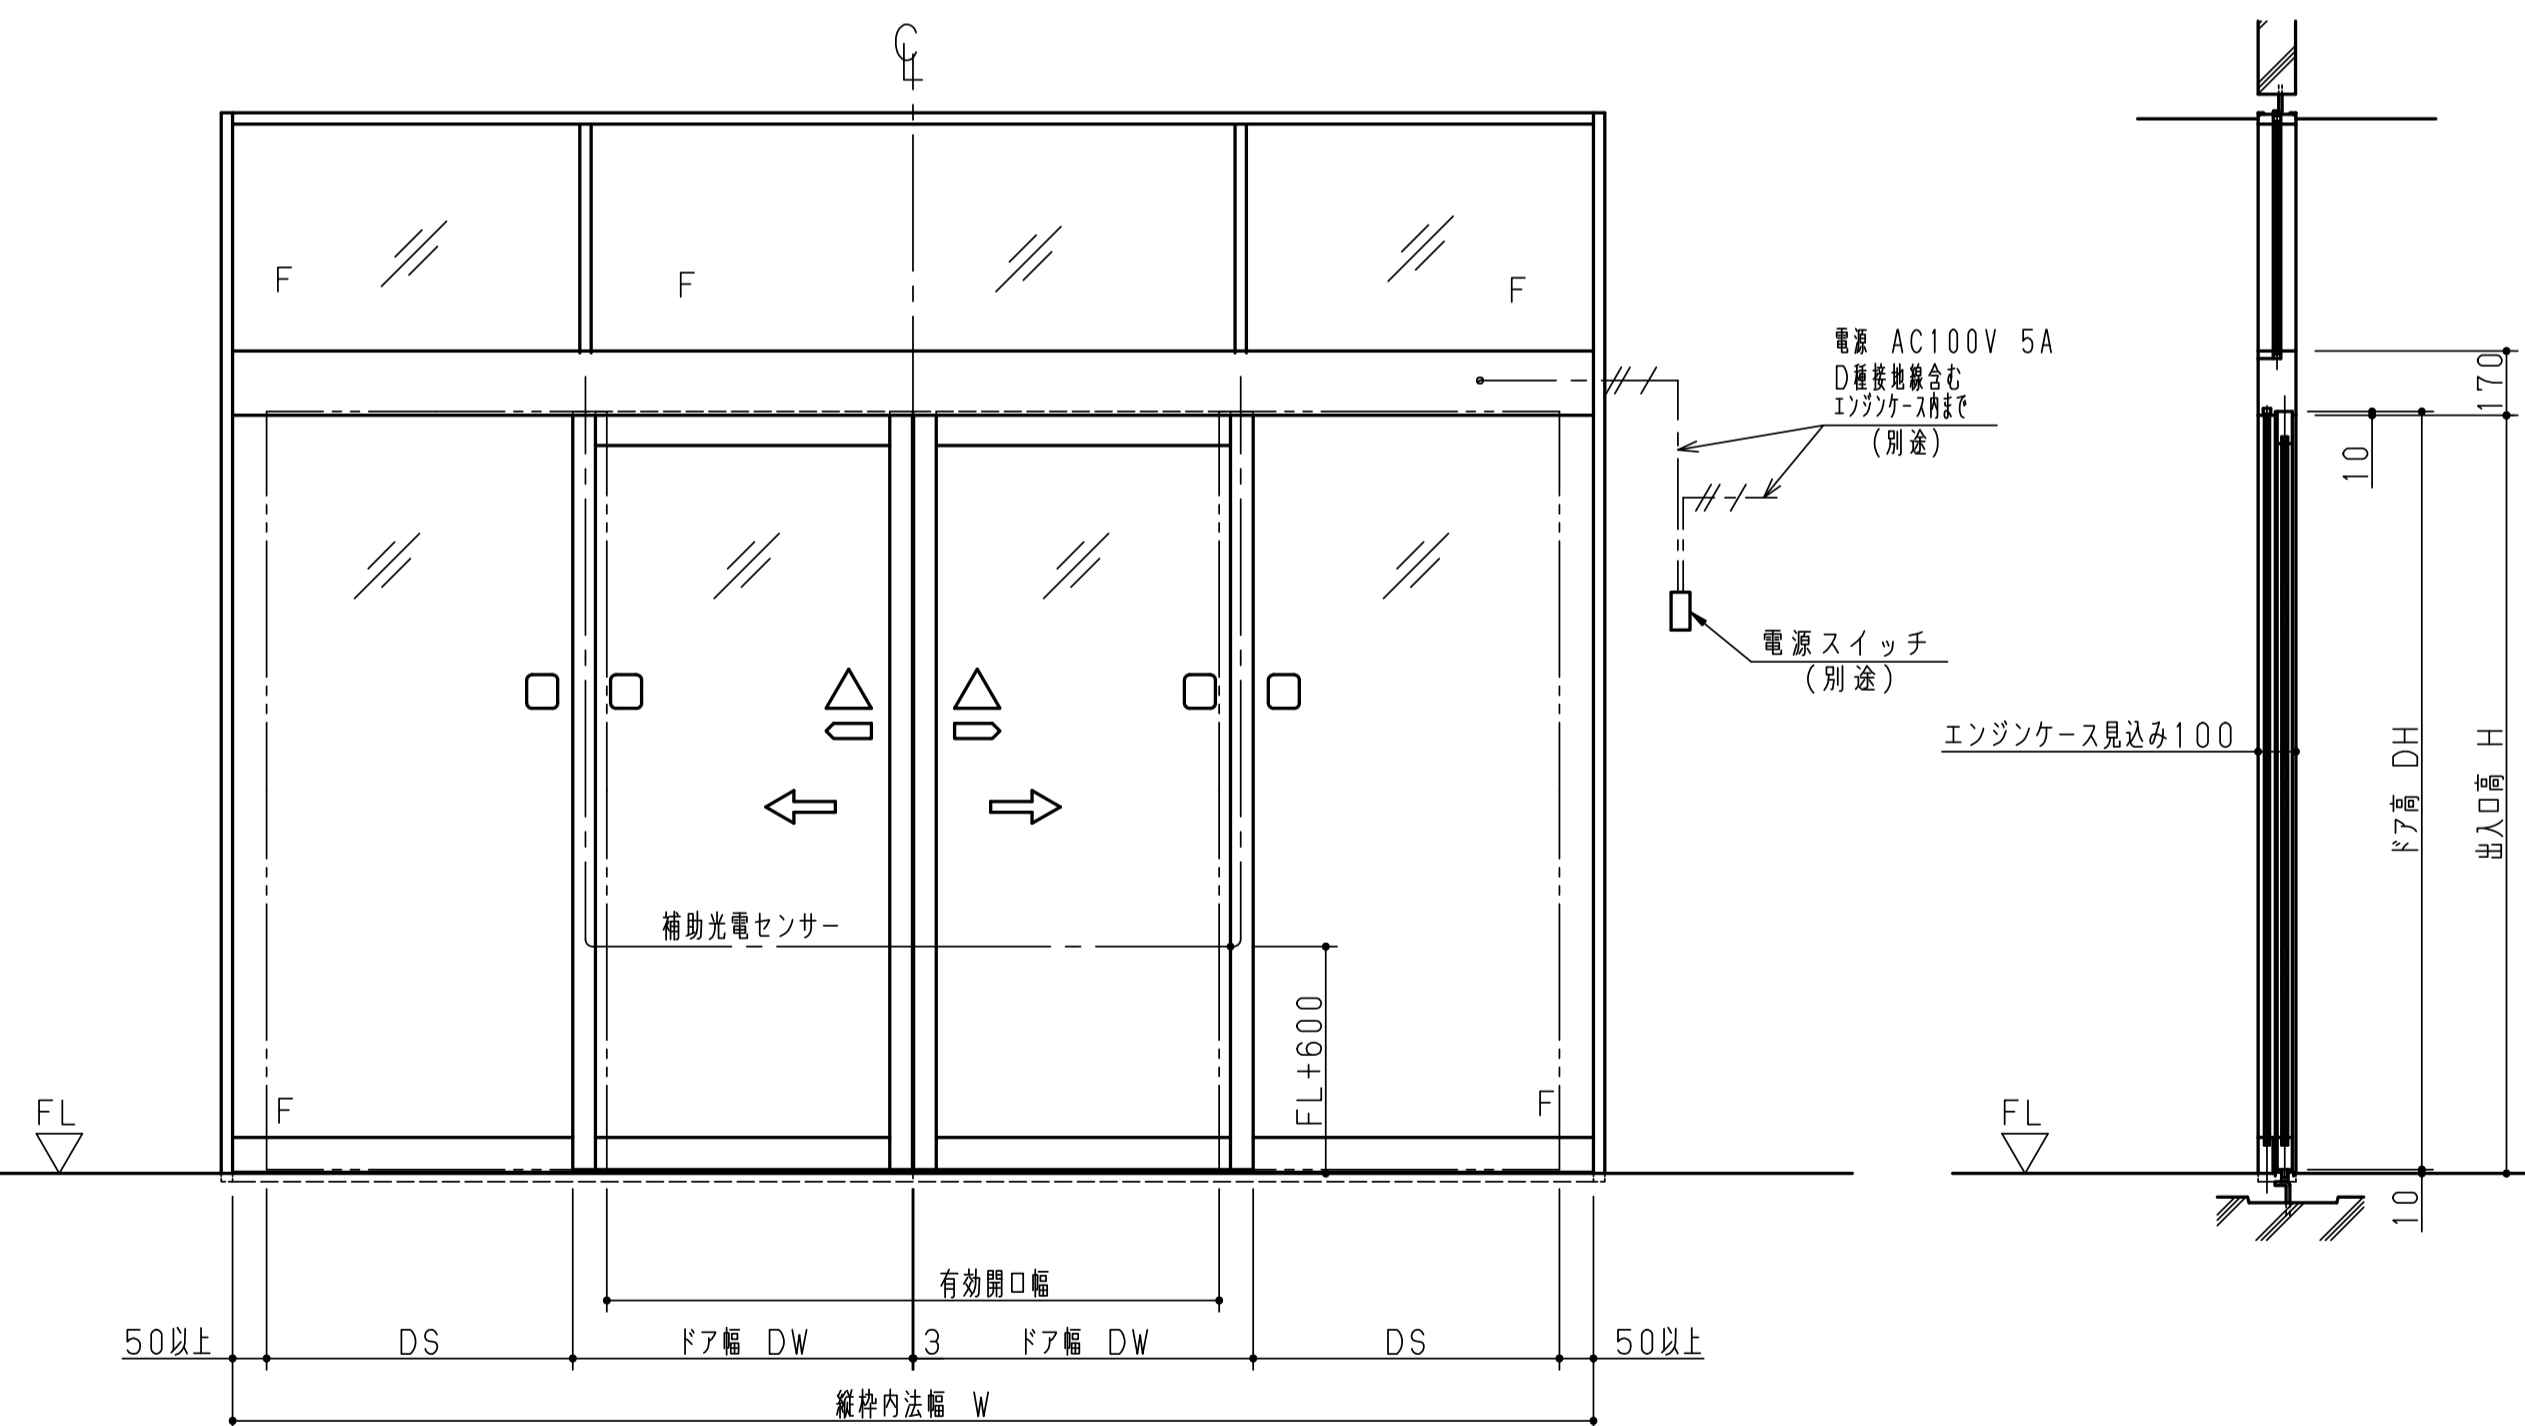 CL
F
F
F
電源 AC100V 5A
D種接地線含む
エンジンケース内まで
(別途)
170
10
電源スイッチ
(別途)
エンジンケース見込み100
ドア高 DH
出入口高 H
補助光電センサー
FL+600
F
F
FL
FL
10
有効開口幅
50以上
DS
ドア幅 DW
3
ドア幅 DW
DS
50以上
縦枠内法幅 W